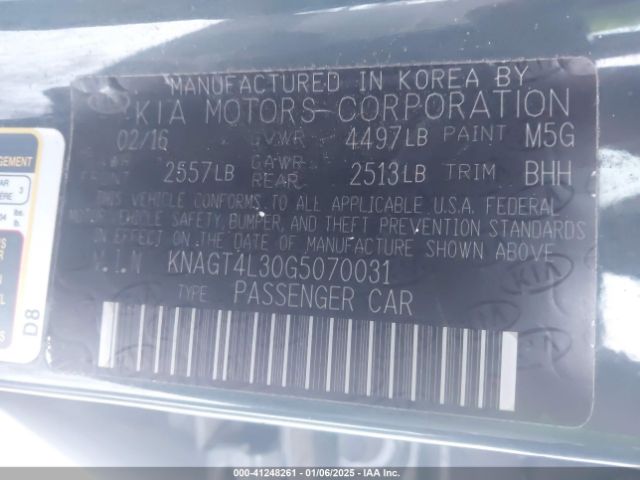 MANUFACTURED IN KOREA BY
KIA MOTORS CORPORATION
02/16 GVWR 4497LB PAINT M5G
GAWR
2557LB REAR 2513LB TRIM BHH
THIS VEHICLE CONFORMS TO ALL APPLICABLE U.S.A. FEDERAL
MOTOR VEHICLE SAFETY, BUMPER, AND THEFT PREVENTION STANDARDS
IN EFFECT ON THE DATE OF MANUFACTURE SHOWN ABOVE.
V.I.N KNAGT4L30G5070031
TYPE PASSENGER CAR
D8
000-41248261 - 01/06/2025 - IAA Inc.